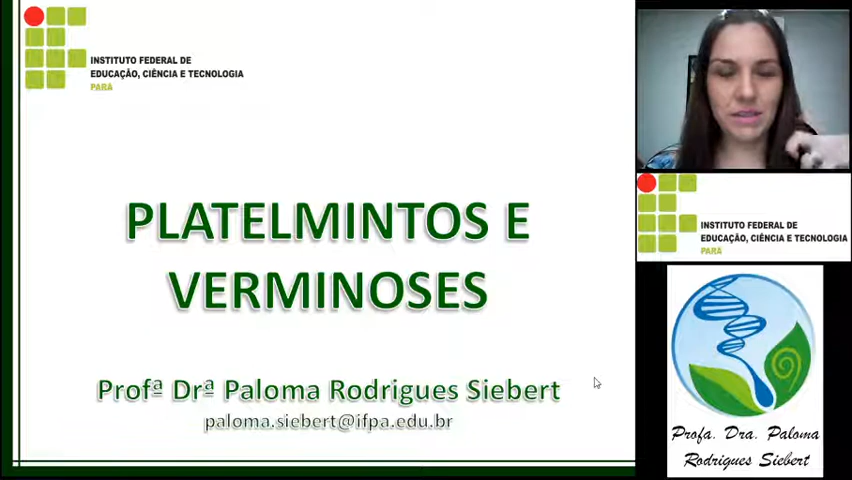 INSTITUTO FEDERAL DE
EDUCAÇÃO, CIÊNCIA E TECNOLOGIA
PARÁ
PLATELMINTOS E
VERMINOSES
Profª Drª Paloma Rodrigues Siebert
paloma.siebert@ifpa.edu.br
INSTITUTO FEDERAL DE
EDUCAÇÃO, CIÊNCIA E TECNOLOGIA
PARÁ
Profa. Dra. Paloma
Rodrigues Siebert